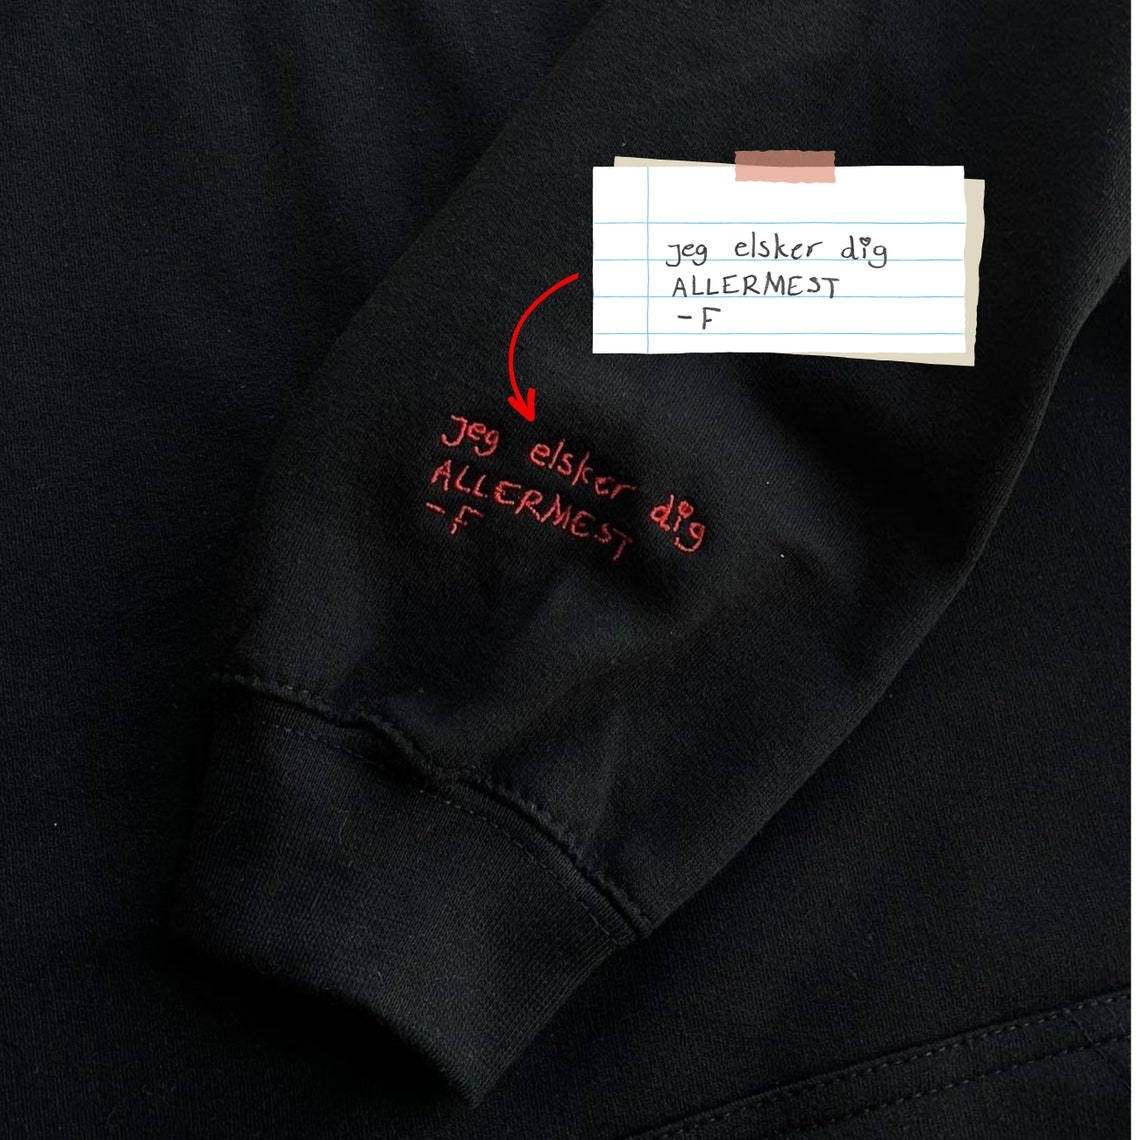 jeg elsker dig
ALLERMEST
- F
jeg elsker dig
ALLERMEST
- F